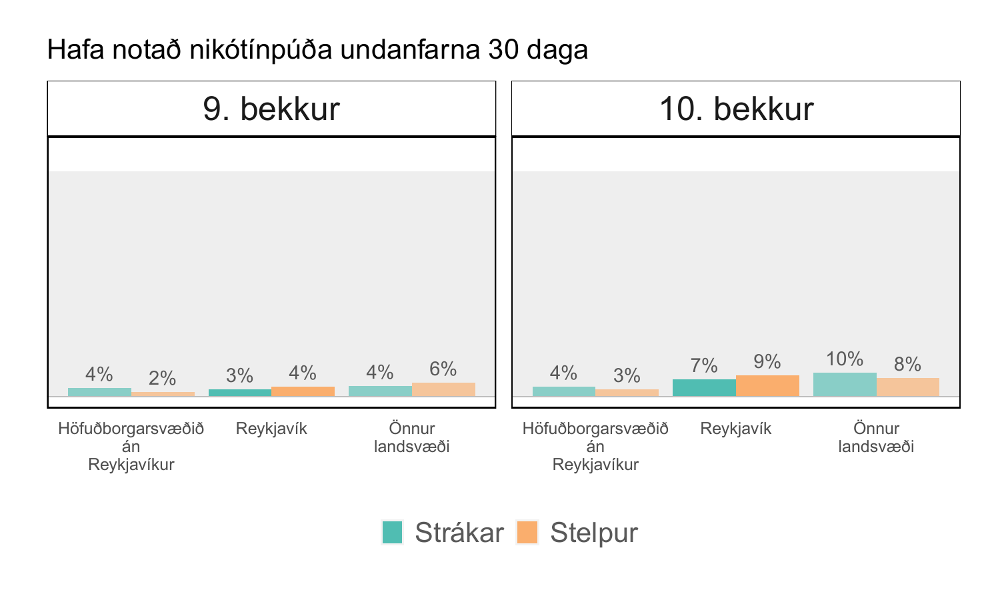 Hafa notað nikótínpúða undanfarna 30 daga
9. bekkur
4%
2%
3%
4%
4%
6%
Höfuðborgarsvæðið
án
Reykjavíkur
Reykjavík
Önnur
landsvæði
10. bekkur
4%
3%
7%
9%
10%
8%
Höfuðborgarsvæðið
án
Reykjavíkur
Reykjavík
Önnur
landsvæði
Strákar
Stelpur